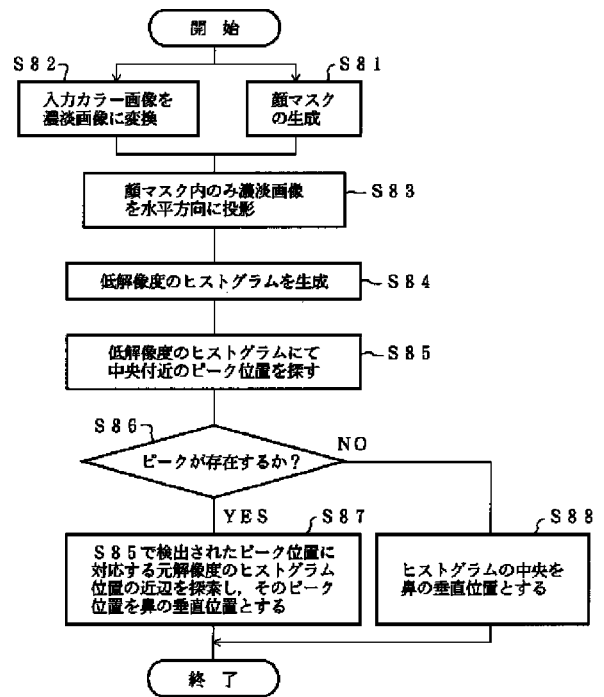 開 始
S82
S81
入力カラー画像を
濃淡画像に変換
顔マスク
の生成
S83
顔マスク内のみ濃淡画像
を水平方向に投影
S84
低解像度のヒストグラムを生成
S85
低解像度のヒストグラムにて
中央付近のピーク位置を探す
S86
ピークが存在するか?
NO
YES
S87
S85で検出されたピーク位置に
対応する元解像度のヒストグラム
位置の近辺を探索し,そのピーク
位置を鼻の垂直位置とする
S88
ヒストグラムの中央を
鼻の垂直位置とする
終 了